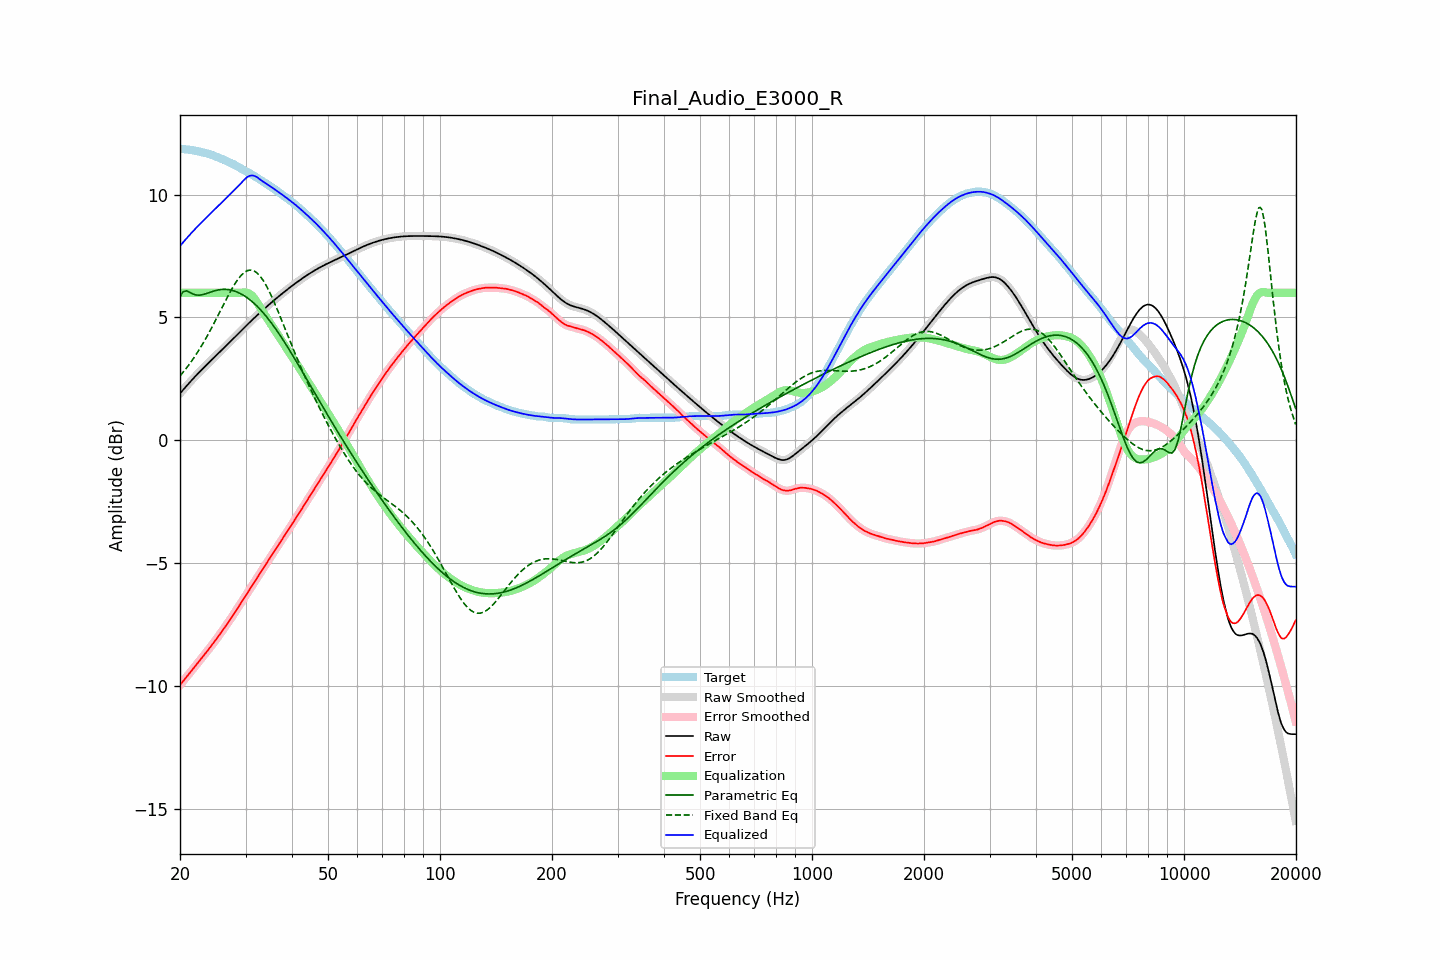 Final_Audio_E3000_R
Amplitude (dBr)
10
5
0
−5
−10
−15
Target
Raw Smoothed
Error Smoothed
Raw
Error
Equalization
Parametric Eq
Fixed Band Eq
Equalized
20 50 100 200 500 1000 2000 5000 10000 20000
Frequency (Hz)